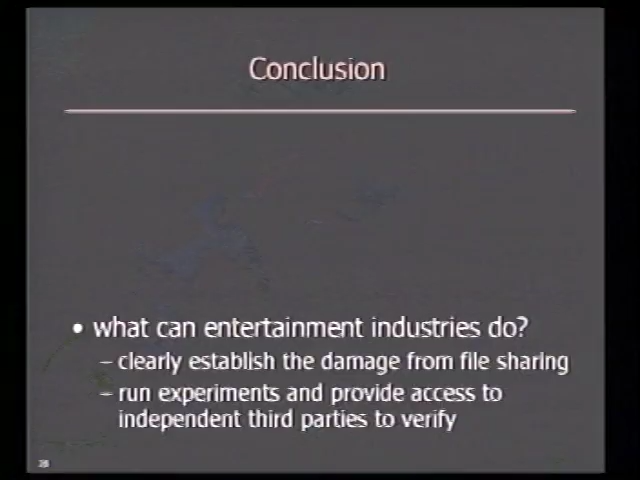 Conclusion
• what can entertainment industries do?
– clearly establish the damage from file sharing
– run experiments and provide access to
independent third parties to verify
28